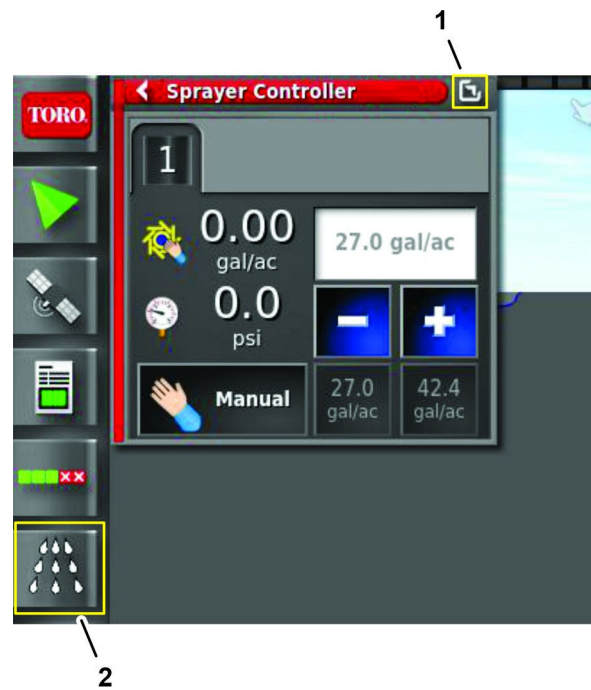 1
TORO.
Sprayer Controller
1
0.00
gal/ac
27.0 gal/ac
0.0
psi
Manual
27.0
gal/ac
42.4
gal/ac
2